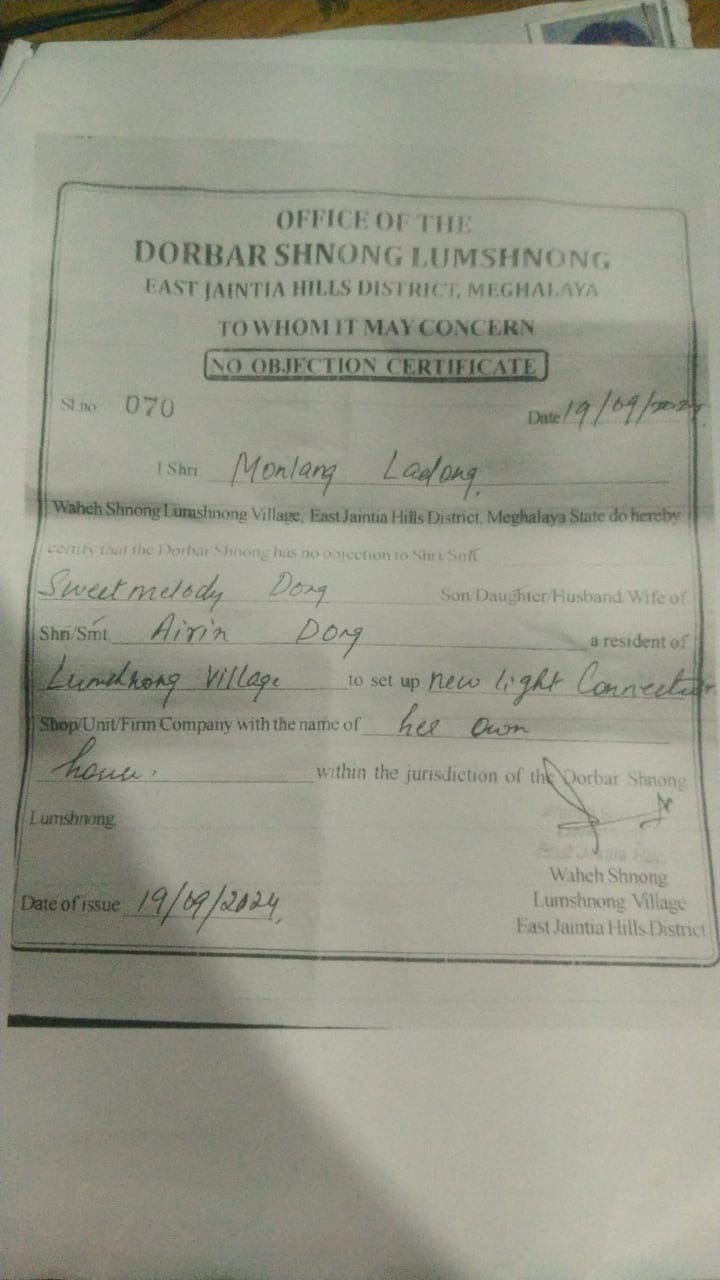 OFFICE OF THE
DORBAR SHNONG LUMSHNONG
EAST JAINTIA HILLS DISTRICT, MEGHALAYA
TO WHOM IT MAY CONCERN
NO OBJECTION CERTIFICATE
Sl.no 070 Date 19/09/2024
I Shri Monlang Ladong.
Waheh Shnong Lumshnong Village, East Jaintia Hills District, Meghalaya State do hereby
certify that the Dorbar Shnong has no objection to Shri/Smt
Sweetmelody Dong Son/Daughter/Husband/Wife of
Shri/Smt. Airin Dong a resident of
Lumshnong Village to set up new light Connection
Shop/Unit/Firm Company with the name of her own
house. within the jurisdiction of the Dorbar Shnong
Lumshnong.
Waheh Shnong
Date of issue 19/09/2024, Lumshnong Village
East Jaintia Hills District